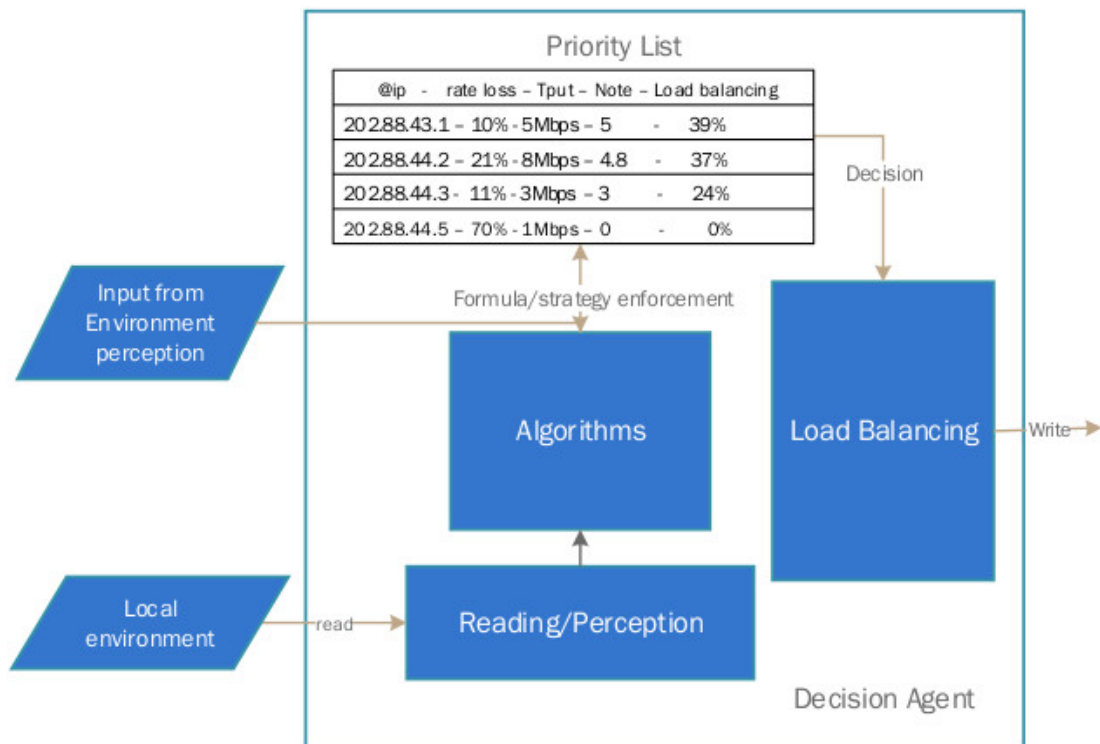 Priority List
@ip - rate loss – Tput – Note – Load balancing
202.88.43.1 – 10% - 5Mbps – 5 - 39%
202.88.44.2 – 21% - 8Mbps – 4.8 - 37%
202.88.44.3 - 11% - 3Mbps – 3 - 24%
202.88.44.5 – 70% - 1Mbps – 0 - 0%
Decision
Input from
Environment
perception
Formula/strategy enforcement
Algorithms
Load Balancing
Write
Local
environment
read
Reading/Perception
Decision Agent